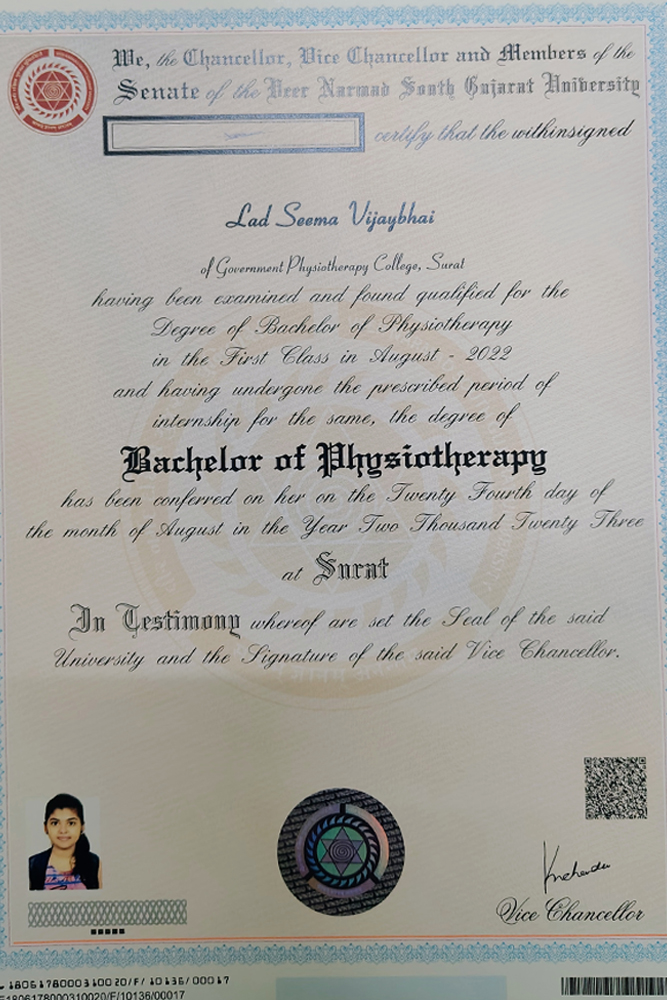 We, the Chancellor, Vice Chancellor and Members of the
Senate of the Veer Narmad South Gujarat University
certify that the withinsigned
Lad Seema Vijaybhai
of Government Physiotherapy College, Surat
having been examined and found qualified for the
Degree of Bachelor of Physiotherapy
in the First Class in August - 2022
and having undergone the prescribed period of
internship for the same, the degree of
Bachelor of Physiotherapy
has been conferred on her on the Twenty Fourth day of
the month of August in the Year Two Thousand Twenty Three
at Surat
In Testimony whereof are set the Seal of the said
University and the Signature of the said Vice Chancellor.
Vice Chancellor
1806178000310020/F/10136/00017
1806178000310020/F/10136/00017